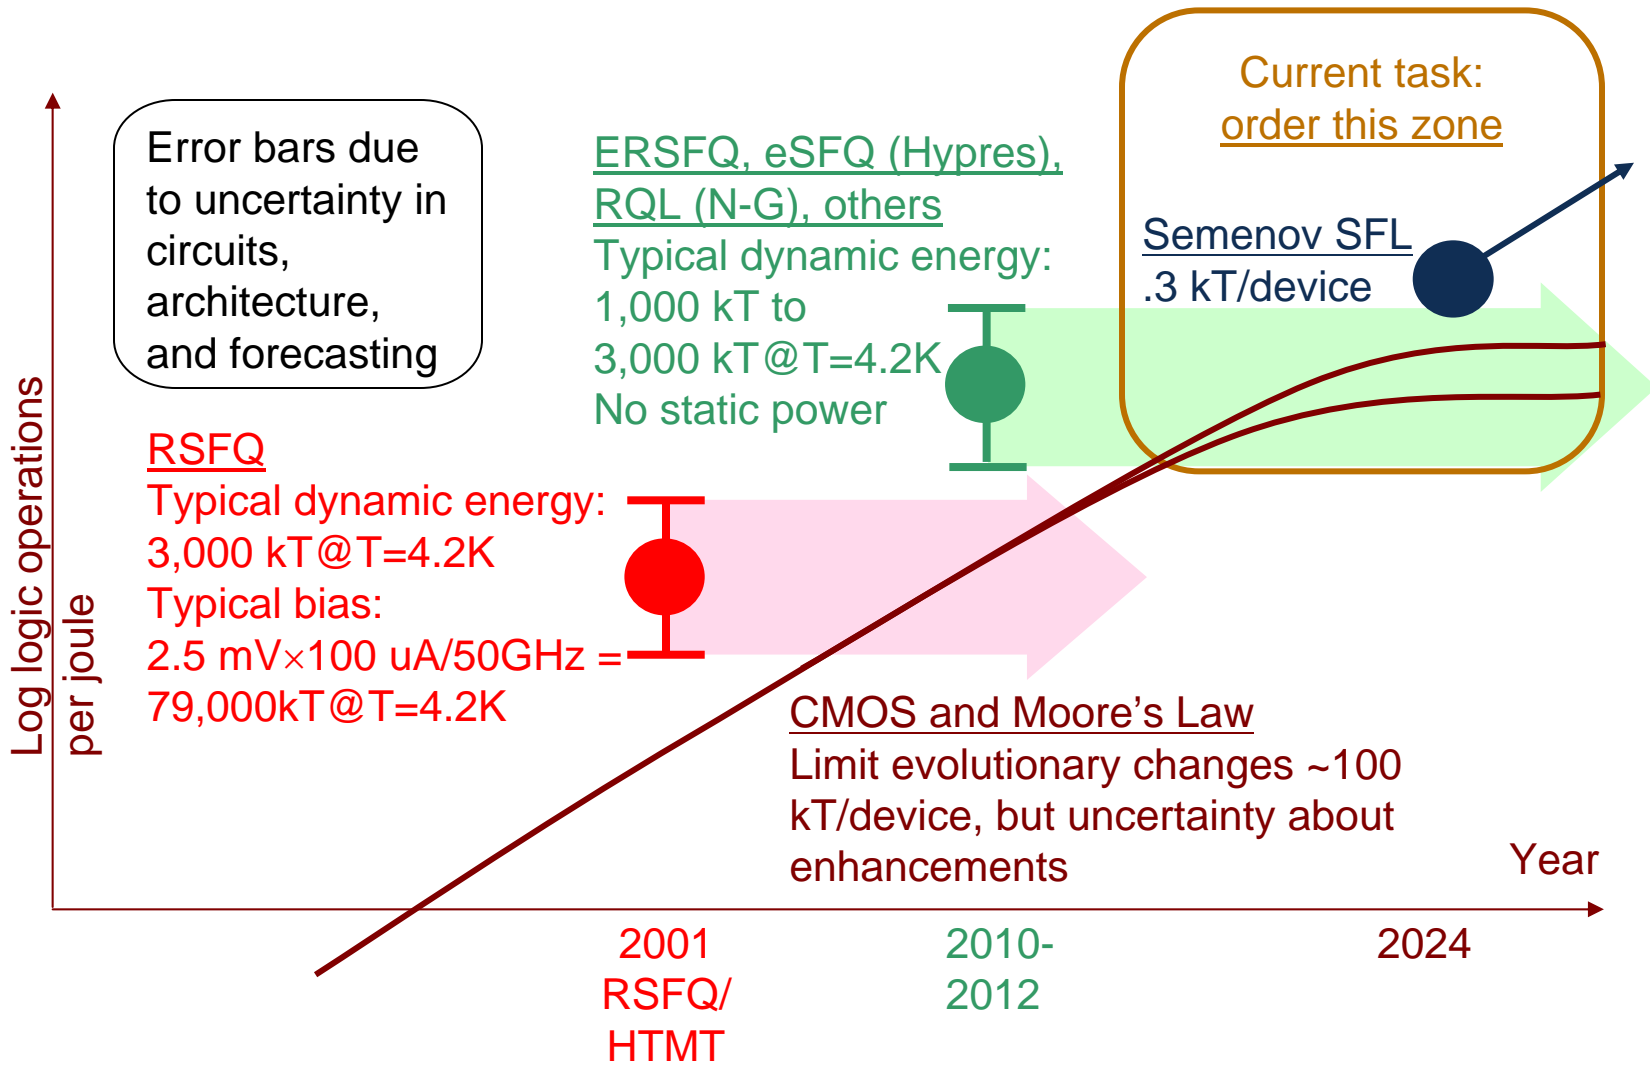 Current task:
order this zone
Error bars due
to uncertainty in
circuits,
architecture,
and forecasting
ERSFQ, eSFQ (Hypres),
RQL (N-G), others
Typical dynamic energy:
1,000 kT to
3,000 kT@T=4.2K
No static power
Semenov SFL
.3 kT/device
Log logic operations
per joule
RSFQ
Typical dynamic energy:
3,000 kT@T=4.2K
Typical bias:
2.5 mV×100 uA/50GHz =
79,000kT@T=4.2K
CMOS and Moore’s Law
Limit evolutionary changes ~100
kT/device, but uncertainty about
enhancements
Year
2001
RSFQ/
HTMT
2010-
2012
2024